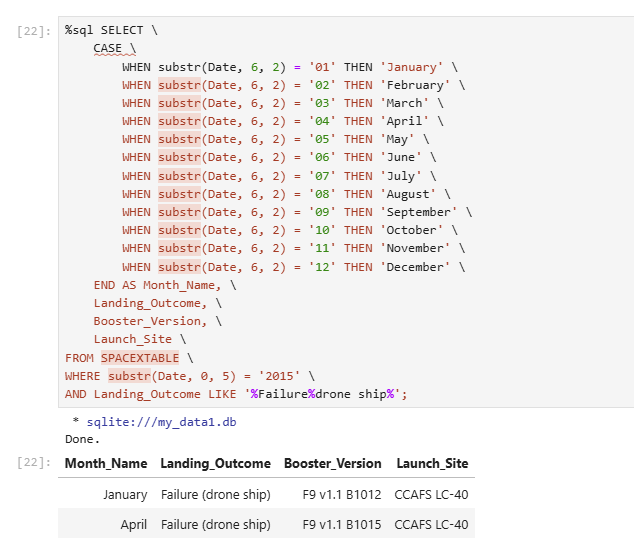 [22]: %sql SELECT \
CASE \
WHEN substr(Date, 6, 2) = '01' THEN 'January' \
WHEN substr(Date, 6, 2) = '02' THEN 'February' \
WHEN substr(Date, 6, 2) = '03' THEN 'March' \
WHEN substr(Date, 6, 2) = '04' THEN 'April' \
WHEN substr(Date, 6, 2) = '05' THEN 'May' \
WHEN substr(Date, 6, 2) = '06' THEN 'June' \
WHEN substr(Date, 6, 2) = '07' THEN 'July' \
WHEN substr(Date, 6, 2) = '08' THEN 'August' \
WHEN substr(Date, 6, 2) = '09' THEN 'September' \
WHEN substr(Date, 6, 2) = '10' THEN 'October' \
WHEN substr(Date, 6, 2) = '11' THEN 'November' \
WHEN substr(Date, 6, 2) = '12' THEN 'December' \
END AS Month_Name, \
Landing_Outcome, \
Booster_Version, \
Launch_Site \
FROM SPACEXTABLE \
WHERE substr(Date, 0, 5) = '2015' \
AND Landing_Outcome LIKE '%Failure%drone ship%';
* sqlite:///my_data1.db
Done.
[22]: Month_Name Landing_Outcome Booster_Version Launch_Site
January Failure (drone ship) F9 v1.1 B1012 CCAFS LC-40
April Failure (drone ship) F9 v1.1 B1015 CCAFS LC-40